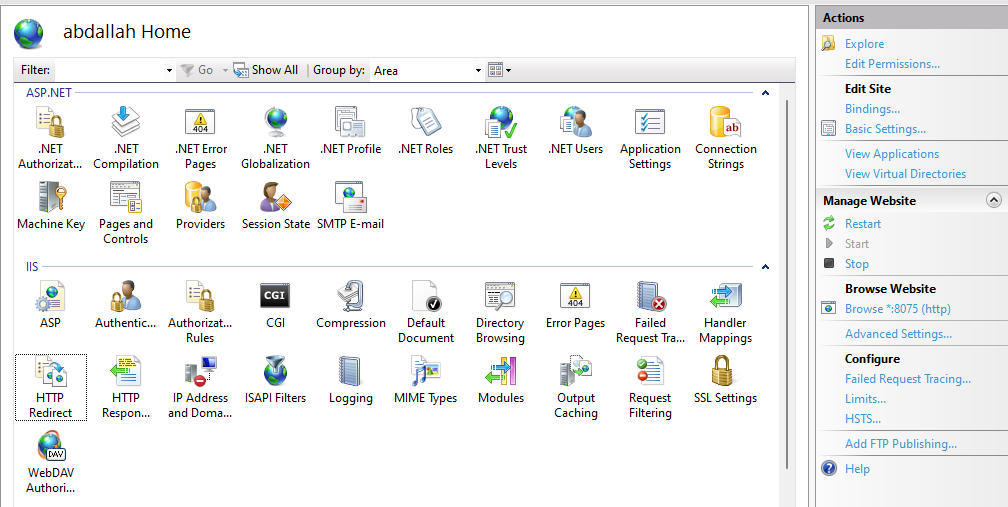 abdallah Home
Filter:
Go
Show All
Group by:
Area
ASP.NET
.NET Authorizat...
.NET Compilation
.NET Error Pages
.NET Globalization
.NET Profile
.NET Roles
.NET Trust Levels
.NET Users
Application Settings
Connection Strings
Machine Key
Pages and Controls
Providers
Session State
SMTP E-mail
IIS
ASP
Authentic...
Authorizat... Rules
CGI
Compression
Default Document
Directory Browsing
Error Pages
Failed Request Tra...
Handler Mappings
HTTP Redirect
HTTP Respon...
IP Address and Doma...
ISAPI Filters
Logging
MIME Types
Modules
Output Caching
Request Filtering
SSL Settings
WebDAV Authori...
404
ab
CGI
404
DAV
Actions
Explore
Edit Permissions...
Edit Site
Bindings...
Basic Settings...
View Applications
View Virtual Directories
Manage Website
Restart
Start
Stop
Browse Website
Browse *:8075 (http)
Advanced Settings...
Configure
Failed Request Tracing...
Limits...
HSTS...
Add FTP Publishing...
Help